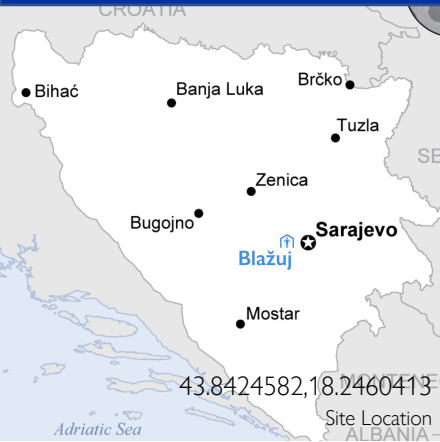 CROATIA
Bihać
Banja Luka
Brčko
Tuzla
SE
Zenica
Bugojno
Sarajevo
Blažuj
Mostar
43.8424582,18.2460413
MONTENE
Site Location
Adriatic Sea
ALBANIA